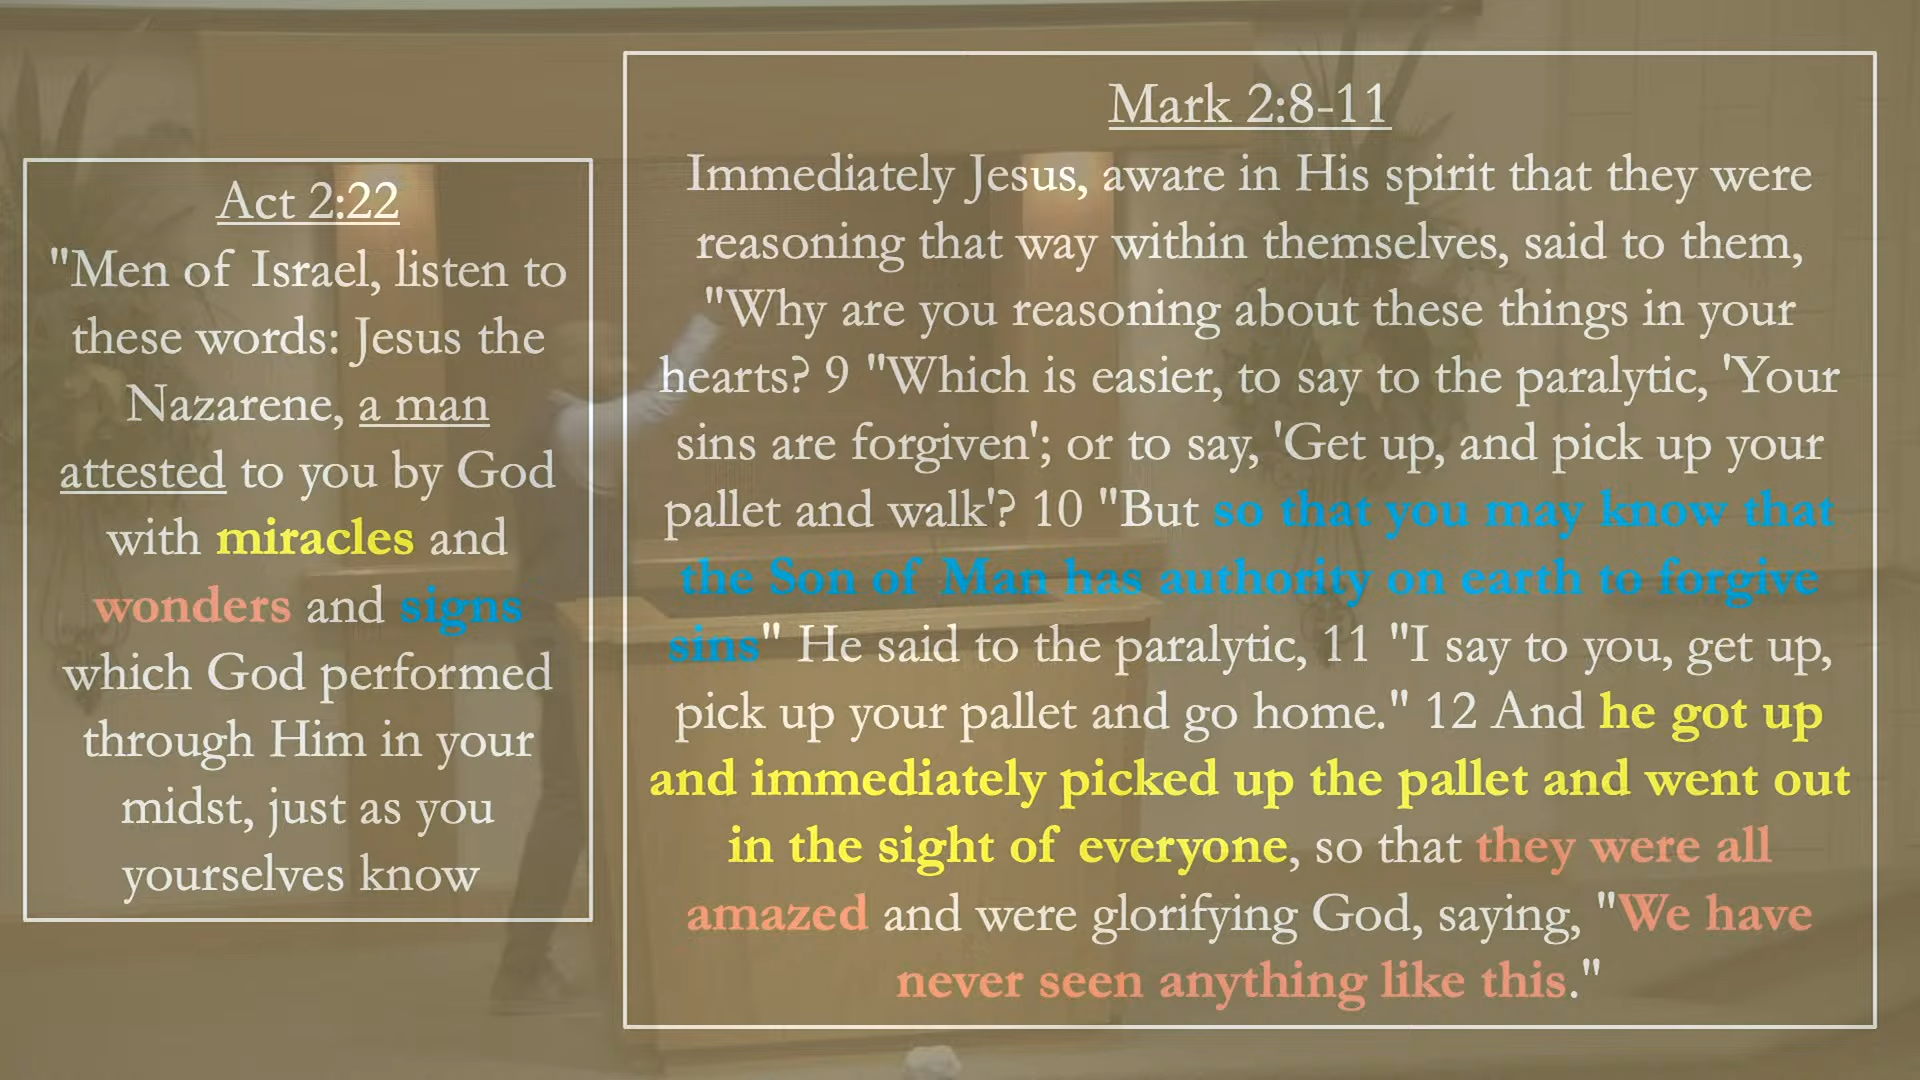 Act 2:22
"Men of Israel, listen to
these words: Jesus the
Nazarene, a man
attested to you by God
with miracles and
wonders and signs
which God performed
through Him in your
midst, just as you
yourselves know
Mark 2:8-11
Immediately Jesus, aware in His spirit that they were
reasoning that way within themselves, said to them,
"Why are you reasoning about these things in your
hearts? 9 "Which is easier, to say to the paralytic, 'Your
sins are forgiven'; or to say, 'Get up, and pick up your
pallet and walk'? 10 "But so that you may know that
the Son of Man has authority on earth to forgive
sins" He said to the paralytic, 11 "I say to you, get up,
pick up your pallet and go home." 12 And he got up
and immediately picked up the pallet and went out
in the sight of everyone, so that they were all
amazed and were glorifying God, saying, "We have
never seen anything like this."